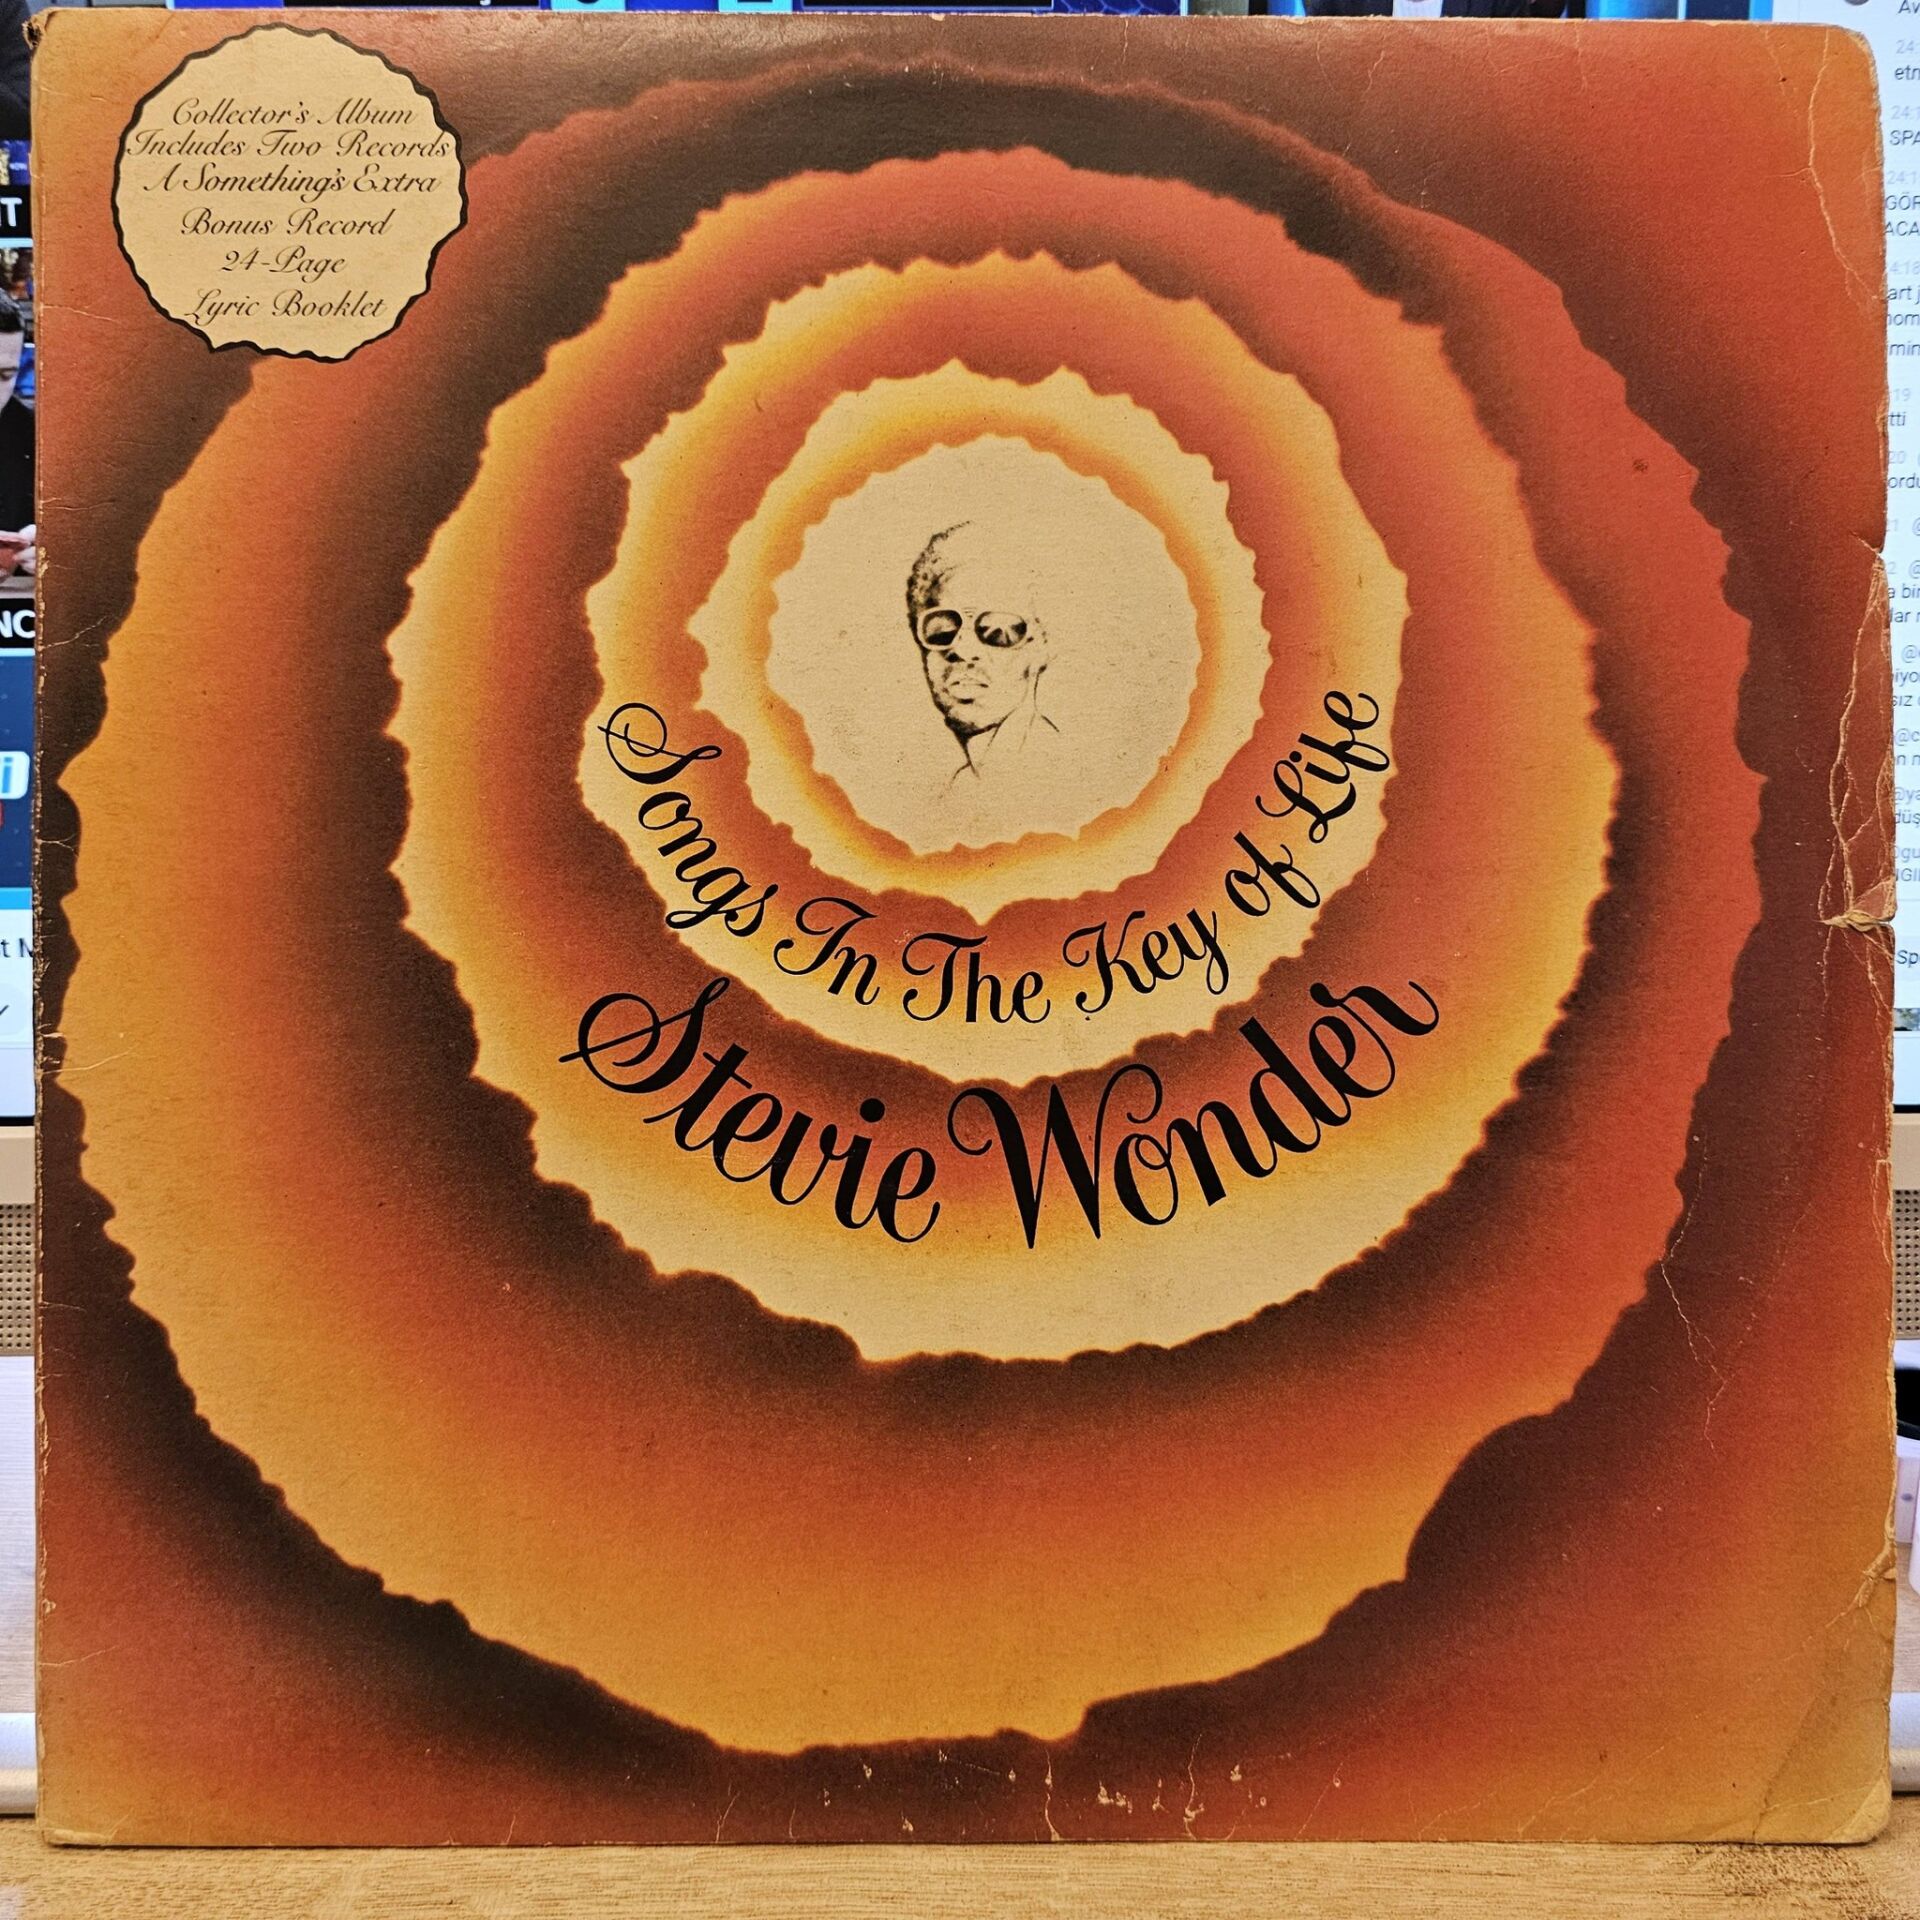 Collector's Album
Includes Two Records
A Something's Extra
Bonus Record
24-Page
Lyric Booklet
Songs In The Key of Life
Stevie Wonder